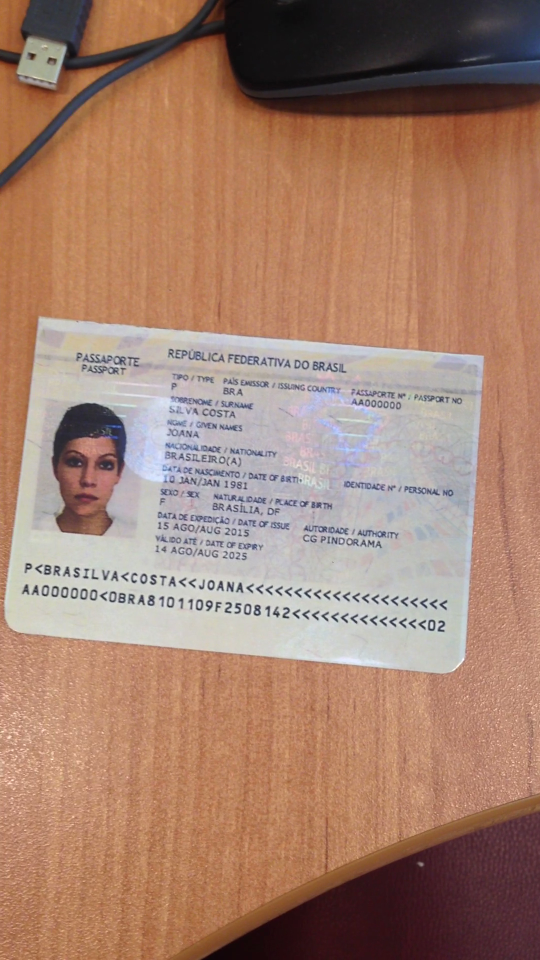 PASSAPORTE
PASSPORT
REPÚBLICA FEDERATIVA DO BRASIL
TIPO / TYPE PAÍS EMISSOR / ISSUING COUNTRY PASSAPORTE Nº / PASSPORT NO
P BRA AA000000
SOBRENOME / SURNAME
SILVA COSTA
NOME / GIVEN NAMES
JOANA
NACIONALIDADE / NATIONALITY
BRASILEIRO(A)
DATA DE NASCIMENTO / DATE OF BIRTH IDENTIDADE Nº / PERSONAL NO
10 JAN/JAN 1981
SEXO / SEX NATURALIDADE / PLACE OF BIRTH
F BRASÍLIA, DF
DATA DE EXPEDIÇÃO / DATE OF ISSUE AUTORIDADE / AUTHORITY
15 AGO/AUG 2015 CG PINDORAMA
VÁLIDO ATÉ / DATE OF EXPIRY
14 AGO/AUG 2025
P<BRASILVA<COSTA<<JOANA<<<<<<<<<<<<<<<<<<<<<
AA000000<0BRA8101109F2508142<<<<<<<<<<<<<<02